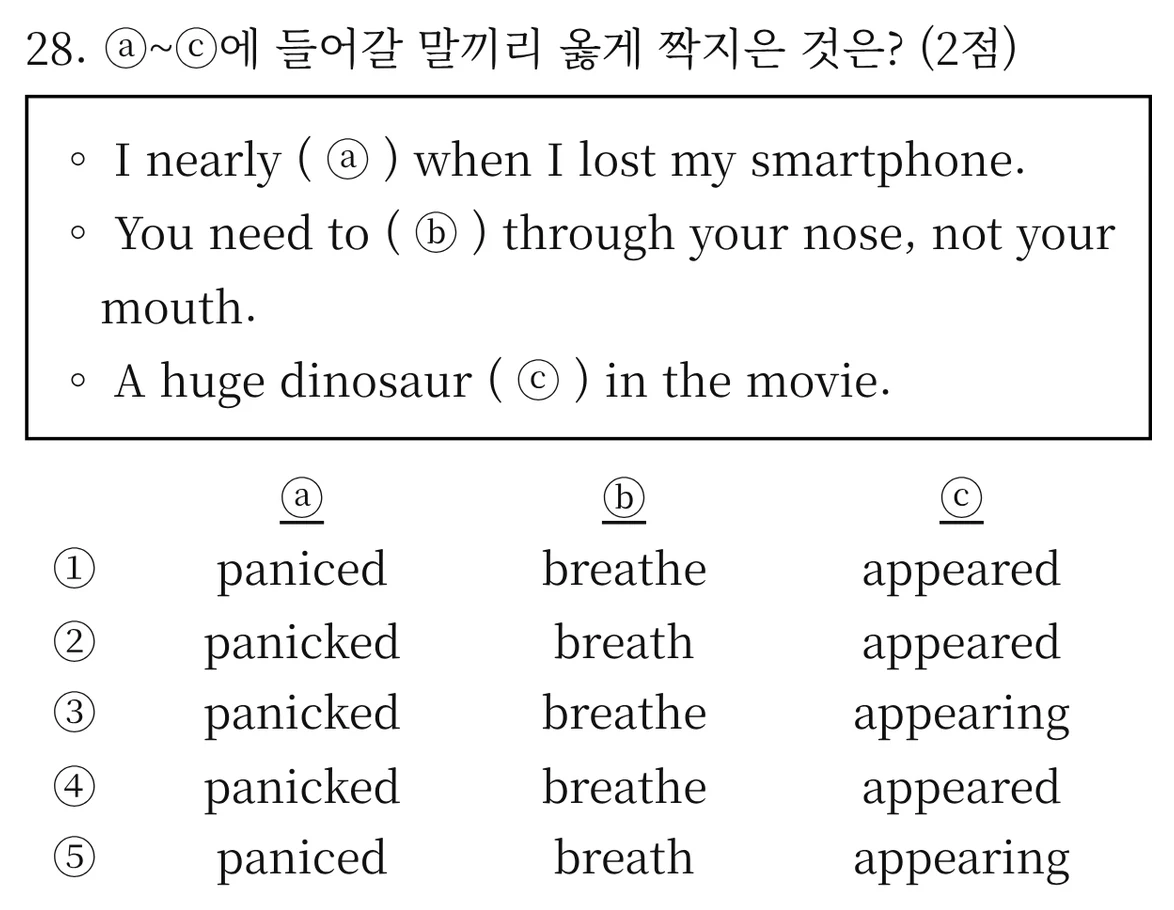 28. ⓐ~ⓒ에 들어갈 말끼리 옳게 짝지은 것은? (2점)
◦ I nearly ( ⓐ ) when I lost my smartphone.
◦ You need to ( ⓑ ) through your nose, not your
mouth.
◦ A huge dinosaur ( ⓒ ) in the movie.
ⓐ ⓑ ⓒ
① paniced breathe appeared
② panicked breath appeared
③ panicked breathe appearing
④ panicked breathe appeared
⑤ paniced breath appearing